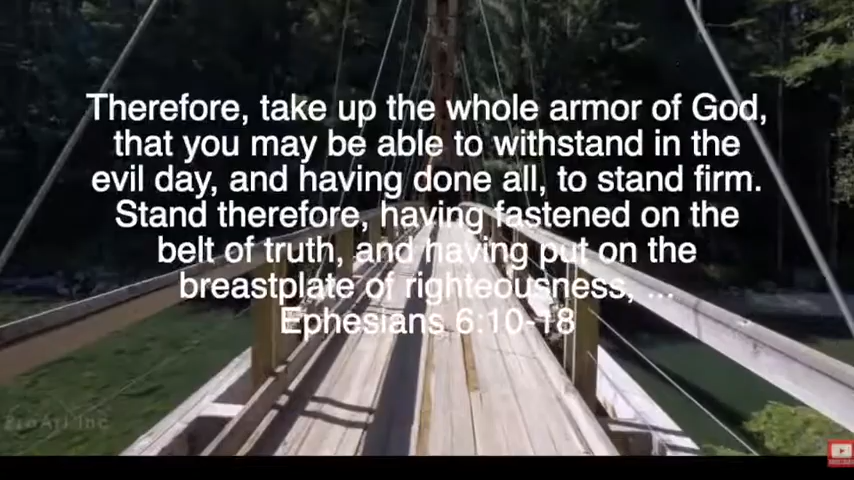 Therefore, take up the whole armor of God,
that you may be able to withstand in the
evil day, and having done all, to stand firm.
Stand therefore, having fastened on the
belt of truth, and having put on the
breastplate of righteousness, ...
Ephesians 6:10-18
ProArt Inc